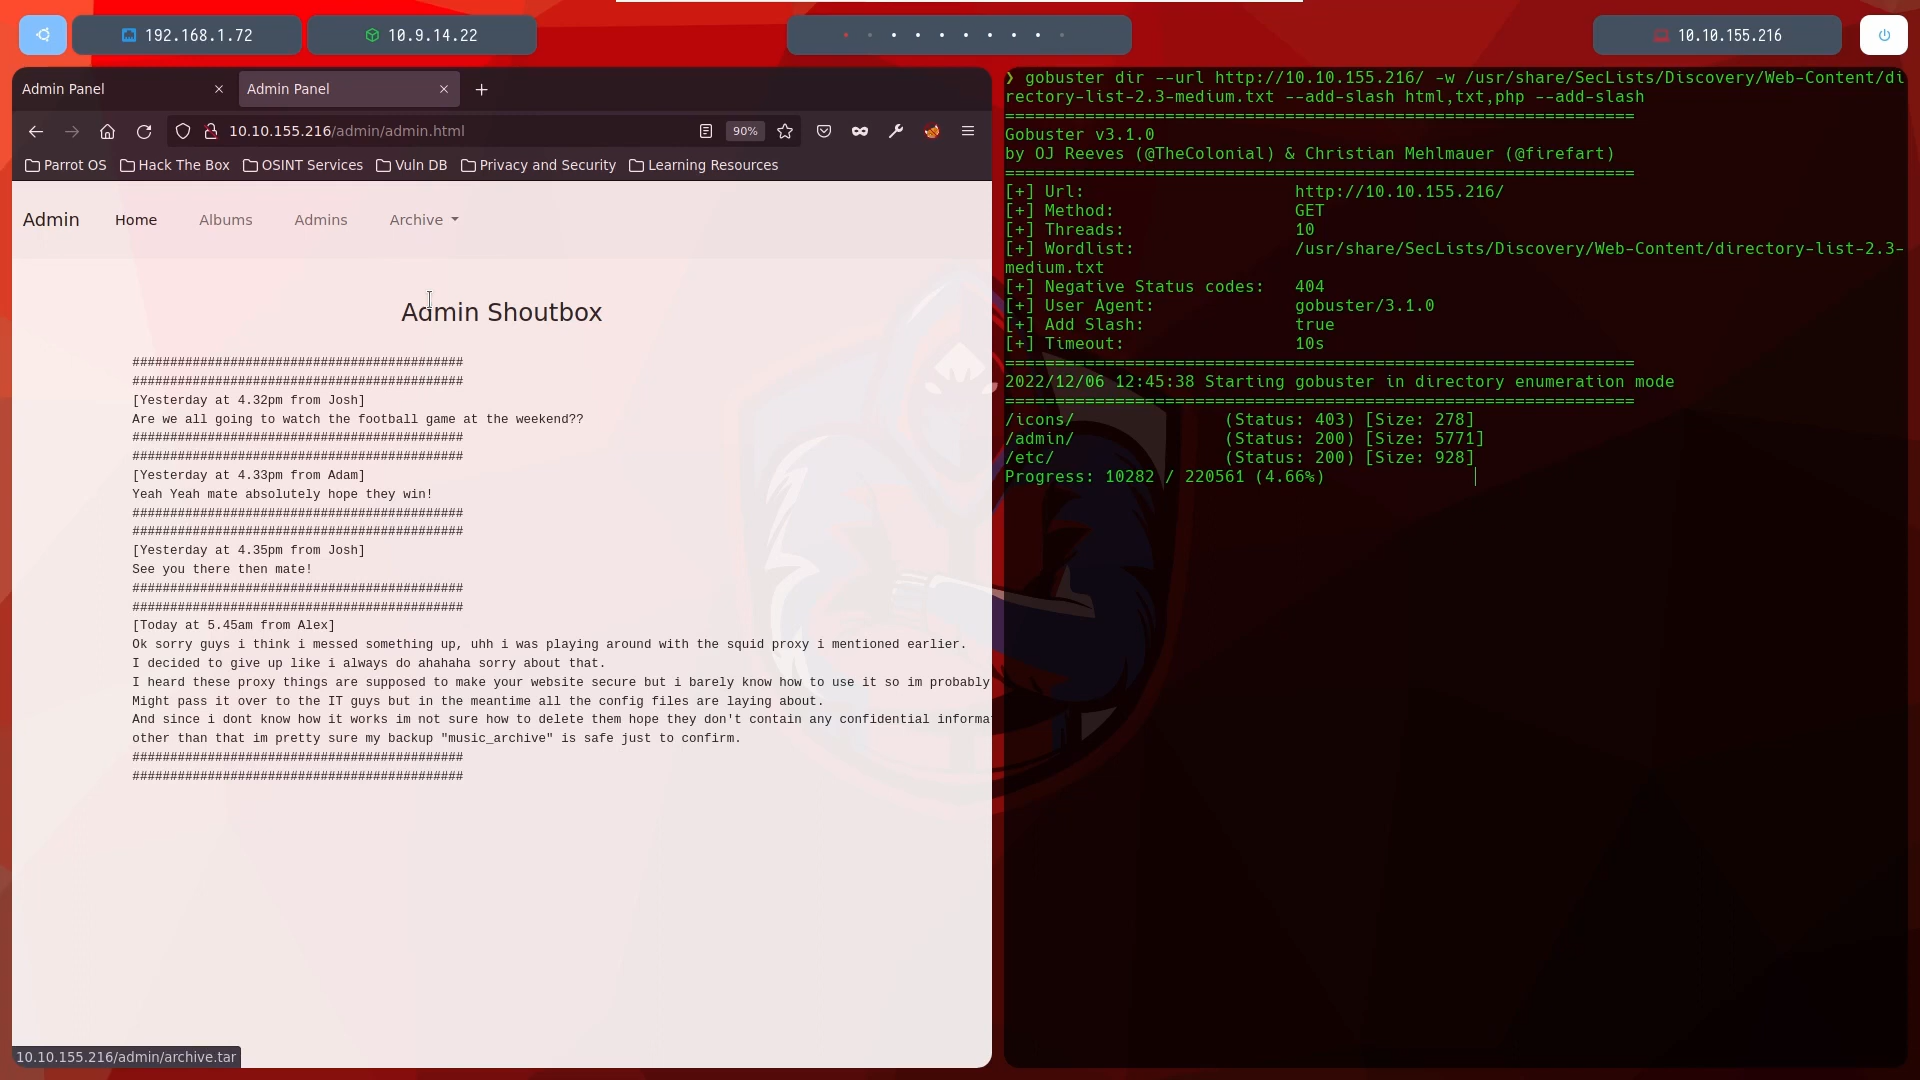 192.168.1.72
10.9.14.22
10.10.155.216
Admin Panel
Admin Panel
10.10.155.216/admin/admin.html
90%
Parrot OS
Hack The Box
OSINT Services
Vuln DB
Privacy and Security
Learning Resources
Admin
Home
Albums
Admins
Archive
Admin Shoutbox
############################################
############################################
[Yesterday at 4.32pm from Josh]
Are we all going to watch the football game at the weekend??
############################################
############################################
[Yesterday at 4.33pm from Adam]
Yeah Yeah mate absolutely hope they win!
############################################
############################################
[Yesterday at 4.35pm from Josh]
See you there then mate!
############################################
############################################
[Today at 5.45am from Alex]
Ok sorry guys i think i messed something up, uhh i was playing around with the squid proxy i mentioned earlier.
I decided to give up like i always do ahahaha sorry about that.
I heard these proxy things are supposed to make your website secure but i barely know how to use it so im probably
Might pass it over to the IT guys but in the meantime all the config files are laying about.
And since i dont know how it works im not sure how to delete them hope they don't contain any confidential informa
other than that im pretty sure my backup "music_archive" is safe just to confirm.
############################################
############################################
10.10.155.216/admin/archive.tar
❯ gobuster dir --url http://10.10.155.216/ -w /usr/share/SecLists/Discovery/Web-Content/di
rectory-list-2.3-medium.txt --add-slash html,txt,php --add-slash
===============================================================
Gobuster v3.1.0
by OJ Reeves (@TheColonial) & Christian Mehlmauer (@firefart)
===============================================================
[+] Url: http://10.10.155.216/
[+] Method: GET
[+] Threads: 10
[+] Wordlist: /usr/share/SecLists/Discovery/Web-Content/directory-list-2.3-
medium.txt
[+] Negative Status codes: 404
[+] User Agent: gobuster/3.1.0
[+] Add Slash: true
[+] Timeout: 10s
===============================================================
2022/12/06 12:45:38 Starting gobuster in directory enumeration mode
===============================================================
/icons/ (Status: 403) [Size: 278]
/admin/ (Status: 200) [Size: 5771]
/etc/ (Status: 200) [Size: 928]
Progress: 10282 / 220561 (4.66%)